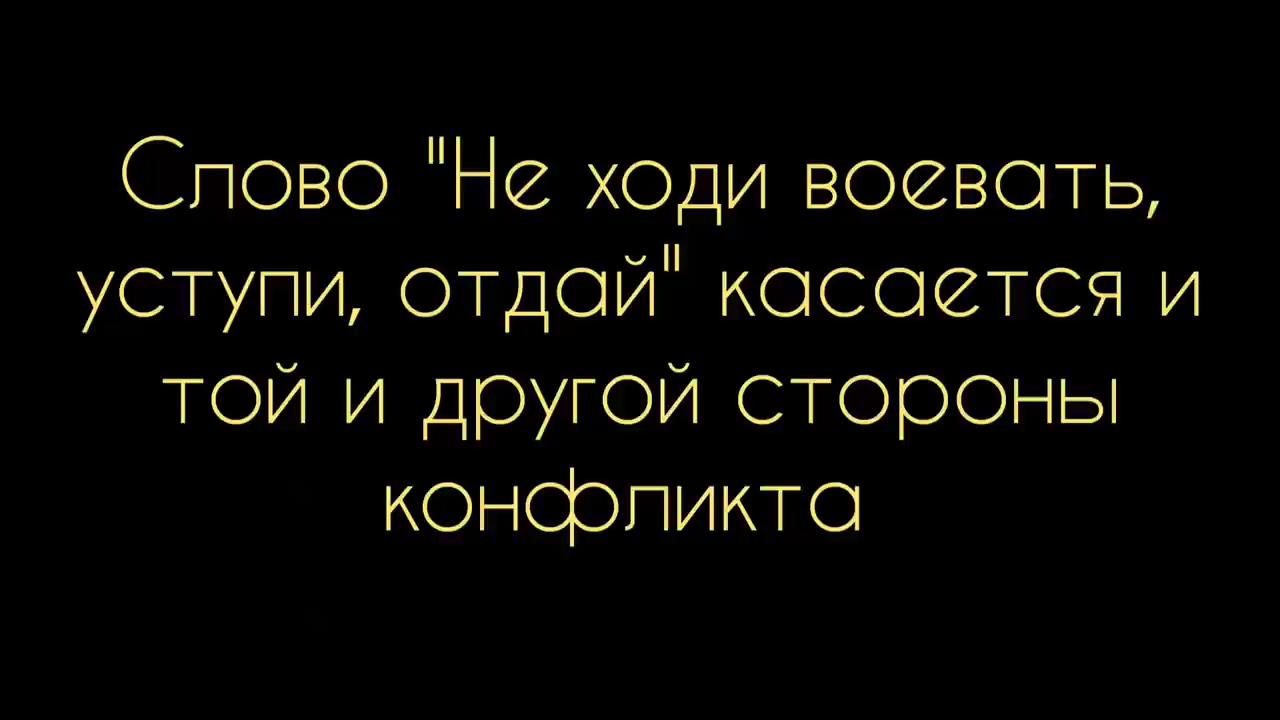 Слово "Не ходи воевать,
уступи, отдай" касается и
той и другой стороны
конфликта